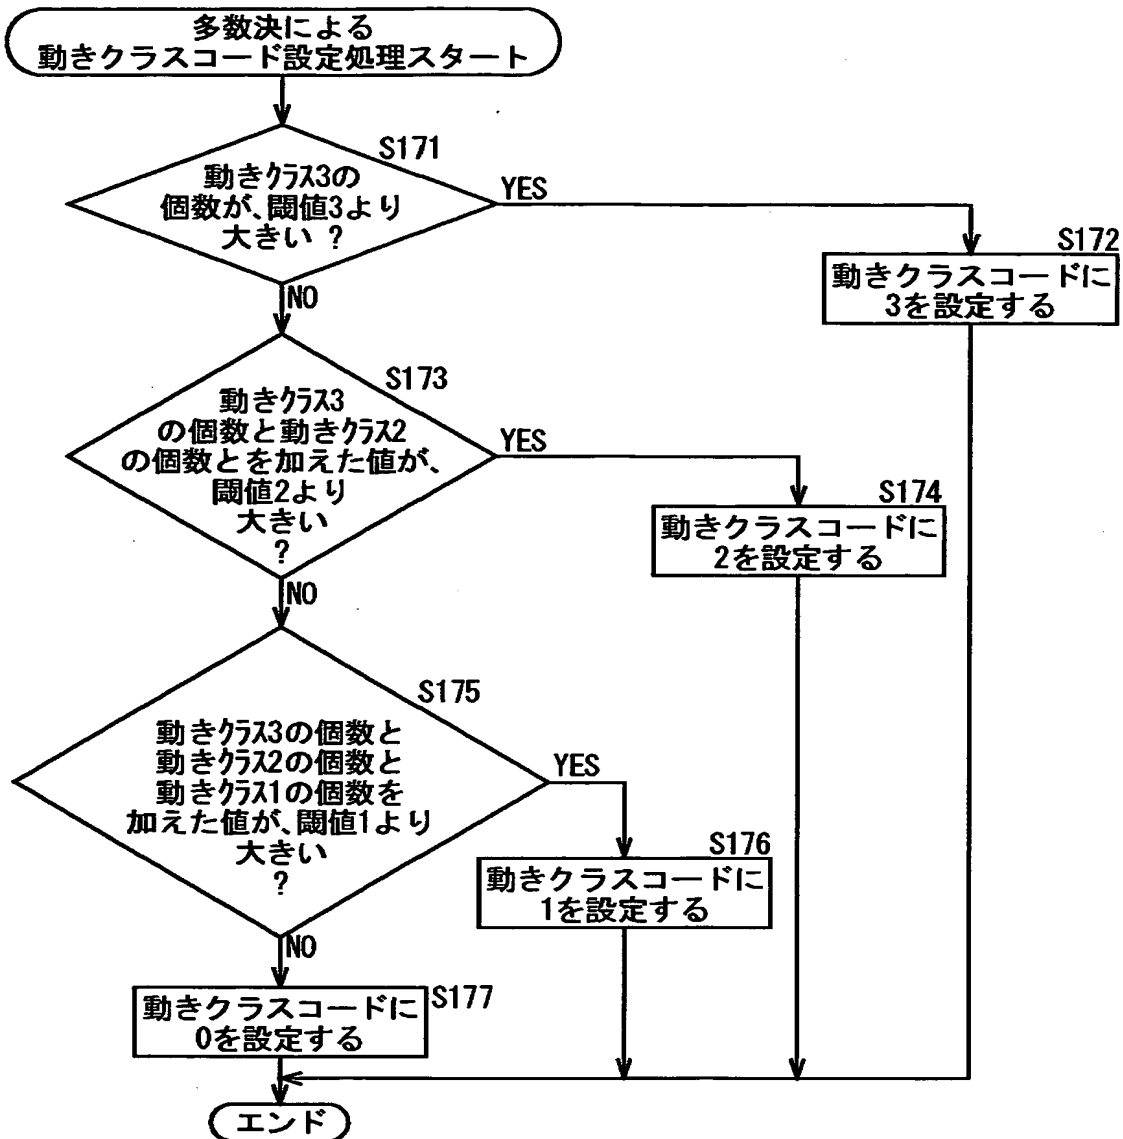 多数決による
動きクラスコード設定処理スタート
S171
動きクラス3の
個数が、閾値3より
大きい ?
YES
NO
S172
動きクラスコードに
3を設定する
S173
動きクラス3
の個数と動きクラス2
の個数とを加えた値が、
閾値2より
大きい
?
YES
NO
S174
動きクラスコードに
2を設定する
S175
動きクラス3の個数と
動きクラス2の個数と
動きクラス1の個数を
加えた値が、閾値1より
大きい
?
YES
NO
S176
動きクラスコードに
1を設定する
S177
動きクラスコードに
0を設定する
エンド